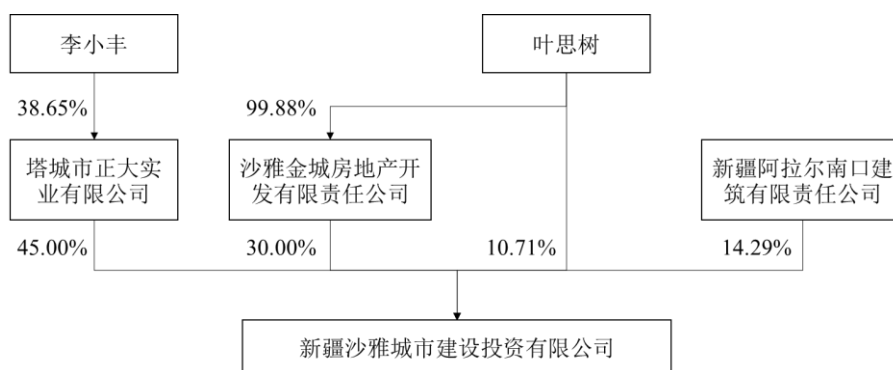 李小丰
叶思树
38.65%
99.88%
塔城市正大实
业有限公司
沙雅金城房地产开
发有限责任公司
新疆阿拉尔南口建
筑有限责任公司
45.00%
30.00%
10.71%
14.29%
新疆沙雅城市建设投资有限公司